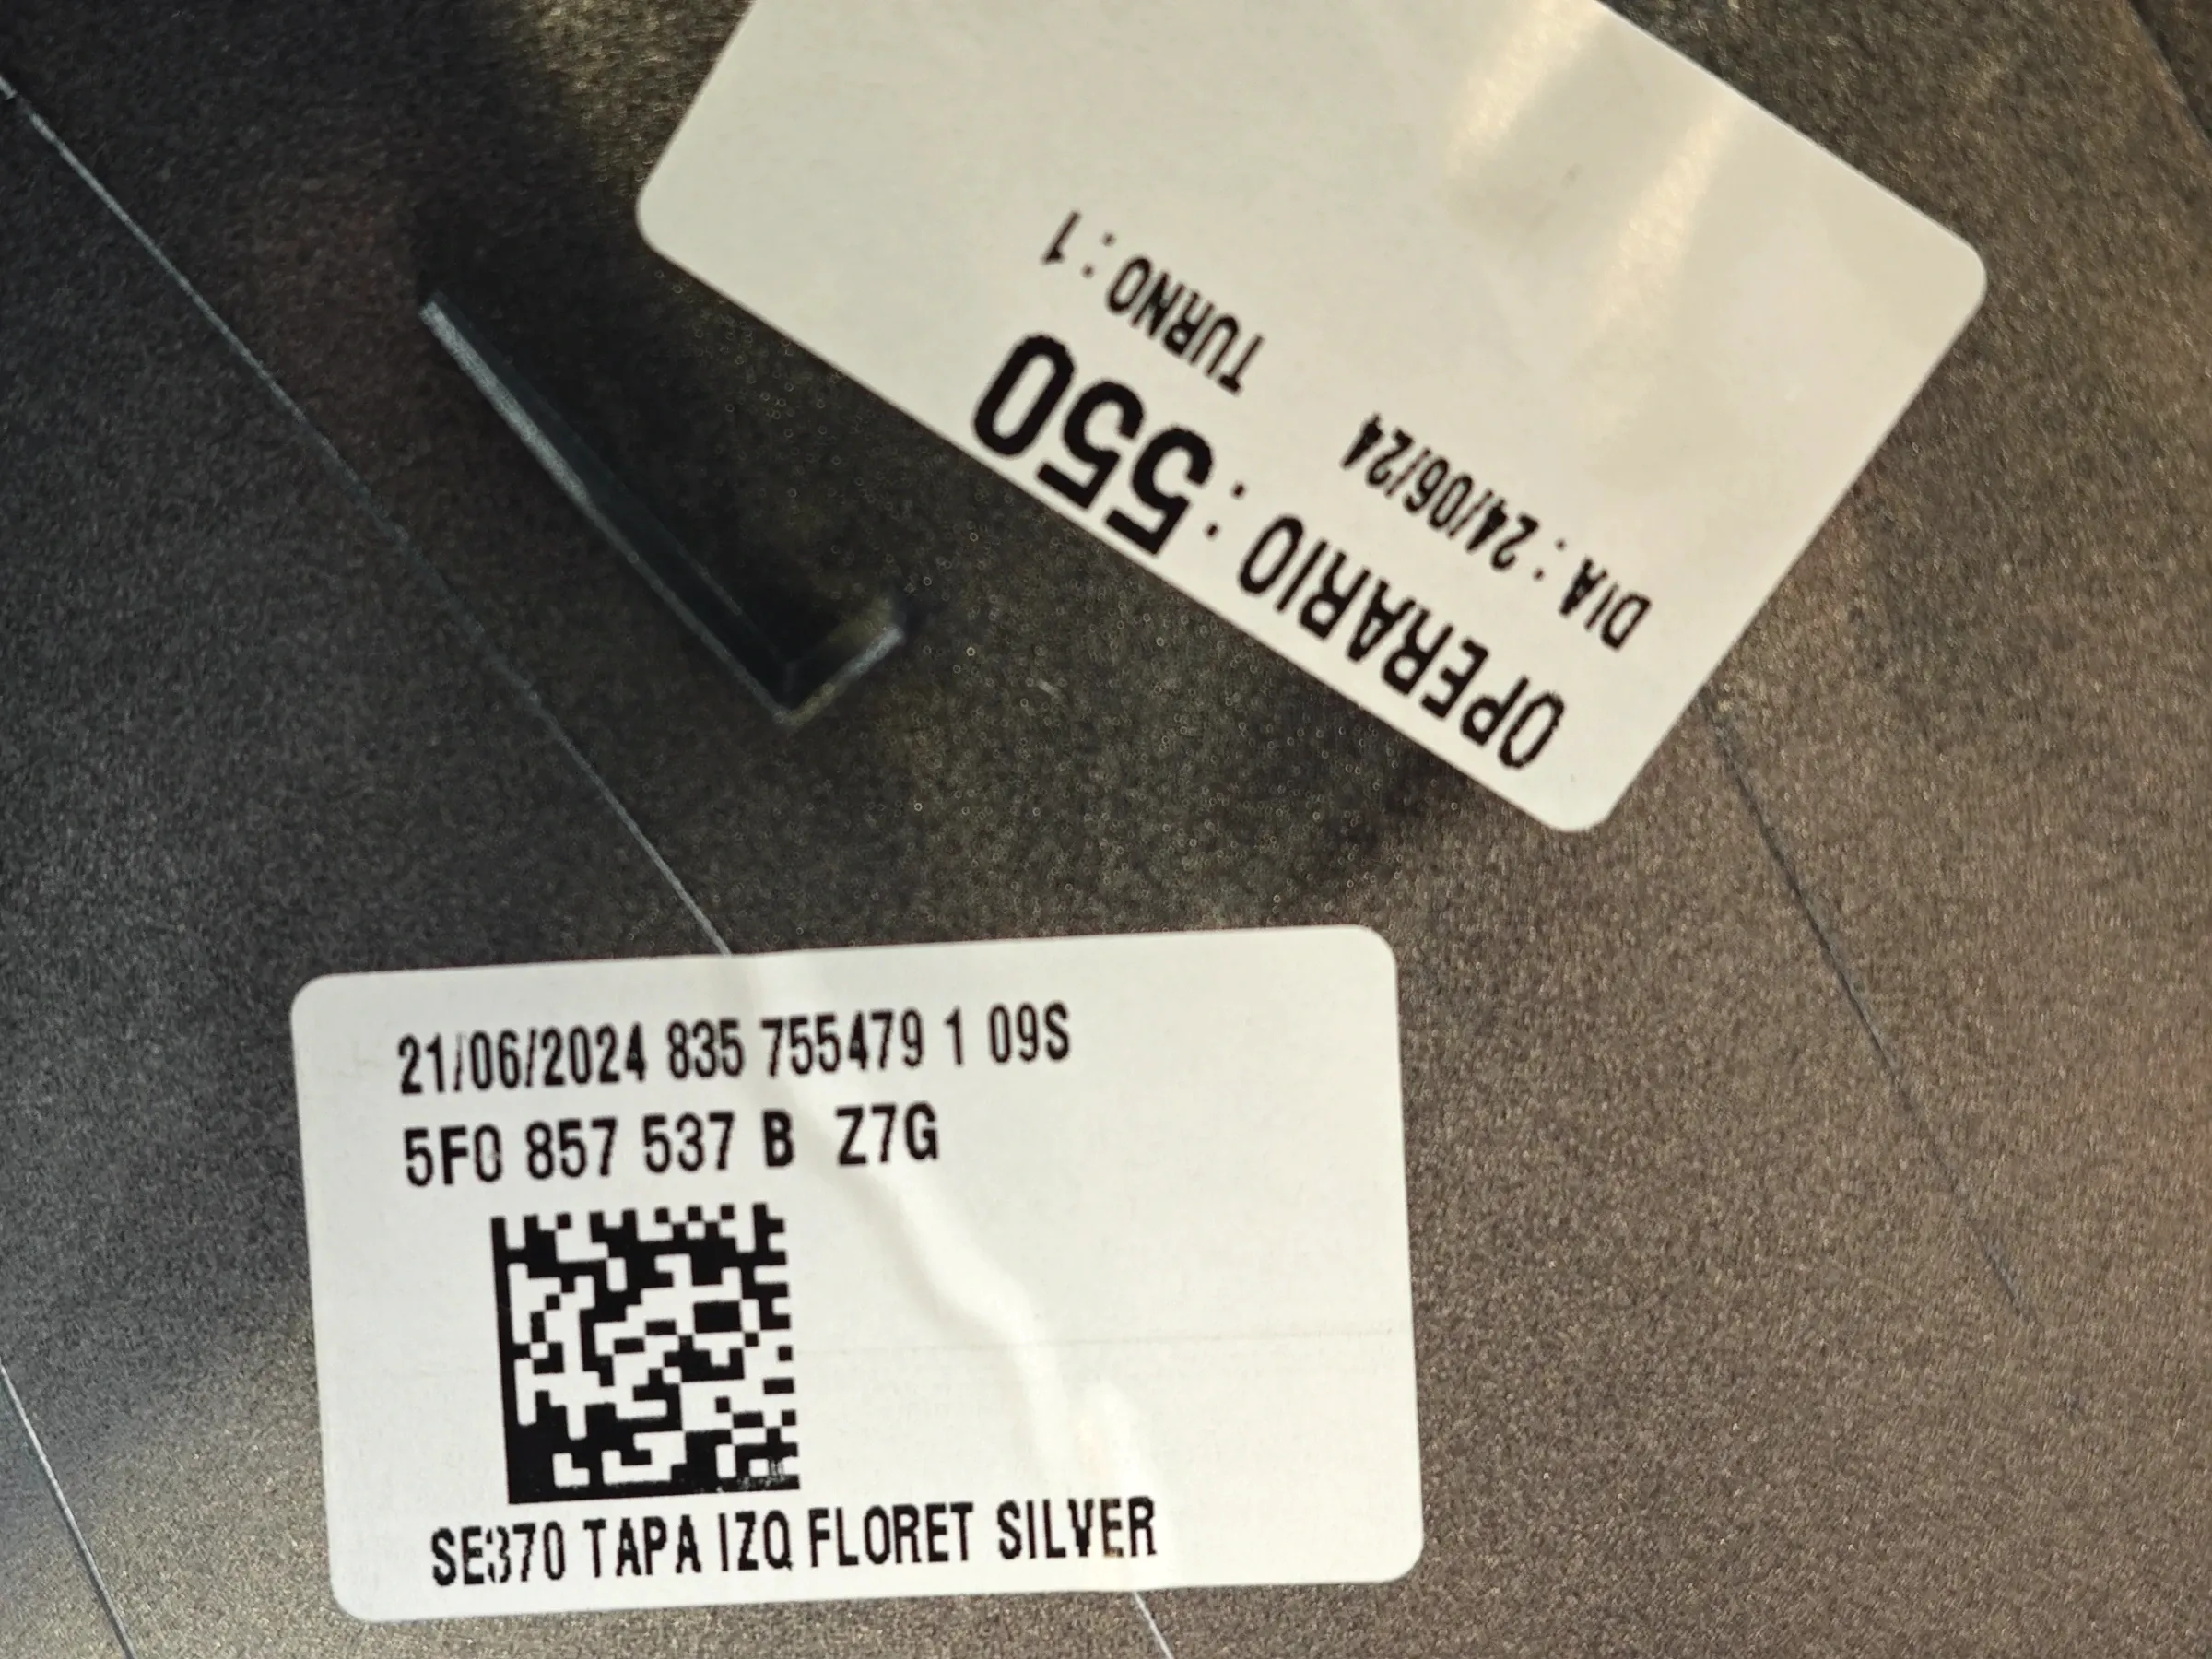 OPERARIO : 550
DIA : 24/06/24 TURNO : 1
21/06/2024 835 755479 1 09S
5F0 857 537 B Z7G
SE370 TAPA IZQ FLORET SILVER